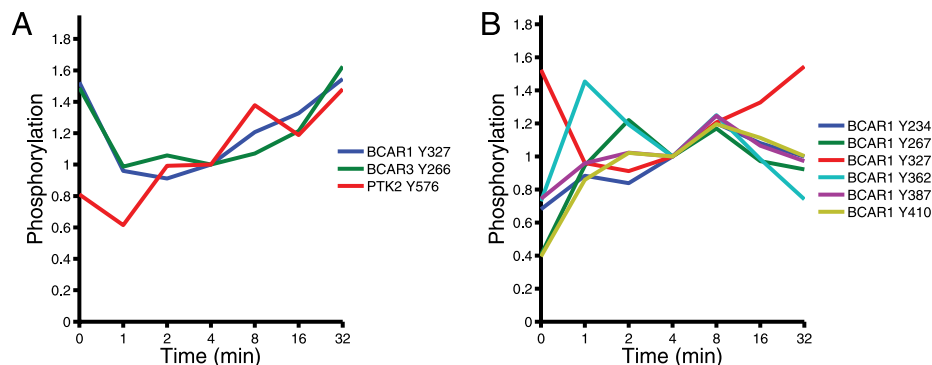 A
Phosphorylation
1.8
1.6
1.4
1.2
1
0.8
0.6
0.4
0.2
0
0 1 2 4 8 16 32
Time (min)
BCAR1 Y327
BCAR3 Y266
PTK2 Y576
B
Phosphorylation
1.8
1.6
1.4
1.2
1
0.8
0.6
0.4
0.2
0
0 1 2 4 8 16 32
Time (min)
BCAR1 Y234
BCAR1 Y267
BCAR1 Y327
BCAR1 Y362
BCAR1 Y387
BCAR1 Y410